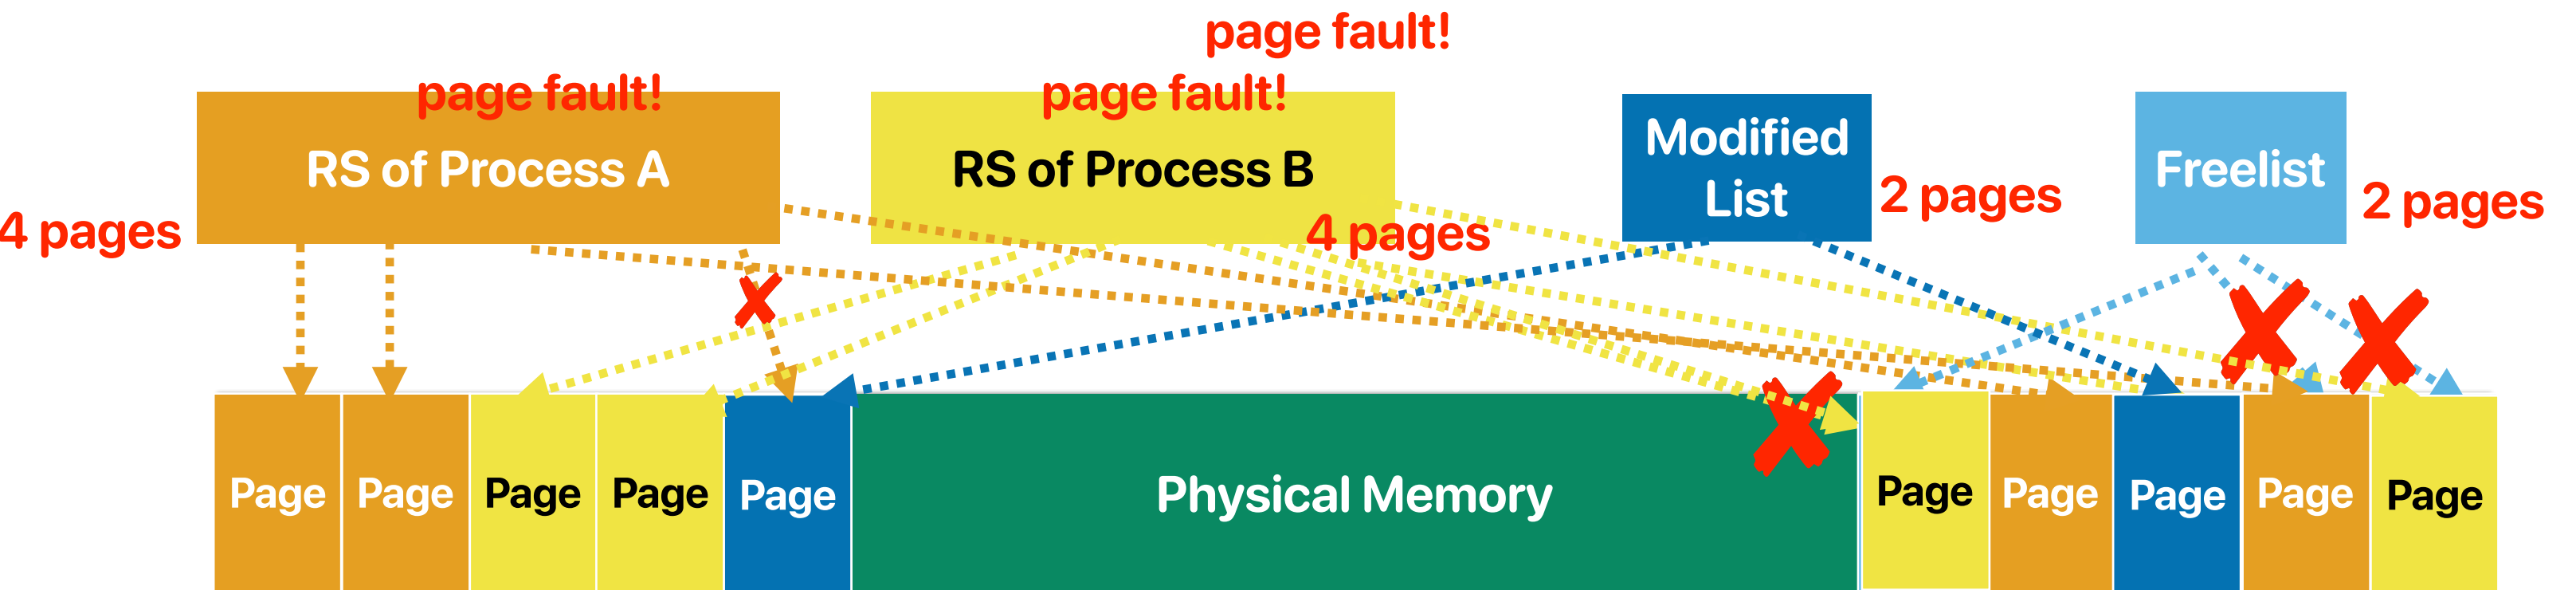 page fault!
page fault!
page fault!
RS of Process A
RS of Process B
Modified
List
Freelist
4 pages
4 pages
2 pages
2 pages
Page
Page
Page
Page
Page
Physical Memory
Page
Page
Page
Page
Page